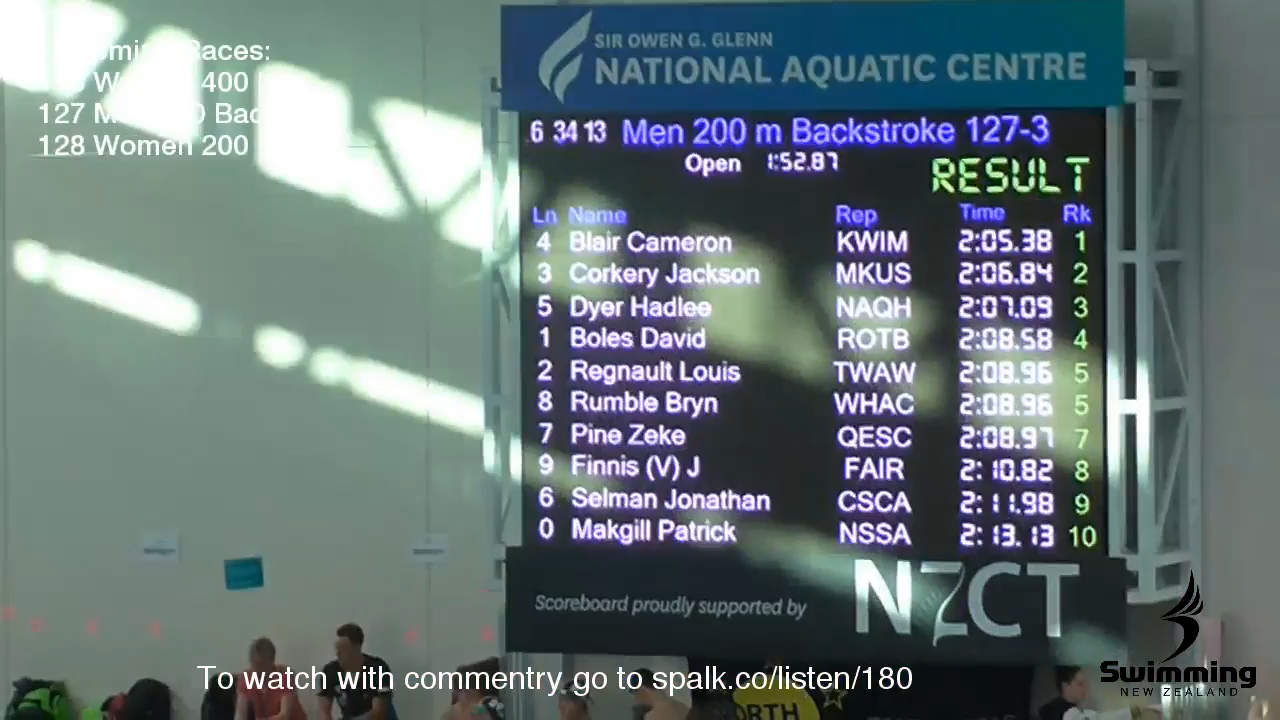 Races:
400
127
128 Women 200
SIR OWEN G. GLENN
NATIONAL AQUATIC CENTRE
6 34 13 Men 200 m Backstroke 127-3
Open 1:52.87
RESULT
Ln Name Rep Time Rk
4 Blair Cameron KWIM 2:05.38 1
3 Corkery Jackson MKUS 2:06.84 2
5 Dyer Hadlee NAQH 2:07.09 3
1 Boles David ROTB 2:08.58 4
2 Regnault Louis TWAW 2:08.96 5
8 Rumble Bryn WHAC 2:08.96 5
7 Pine Zeke QESC 2:08.97 7
9 Finnis (V) J FAIR 2:10.82 8
6 Selman Jonathan CSCA 2:11.98 9
0 Makgill Patrick NSSA 2:13.13 10
Scoreboard proudly supported by NZCT
To watch with commentry go to spalk.co/listen/180
Swimming
NEW ZEALAND